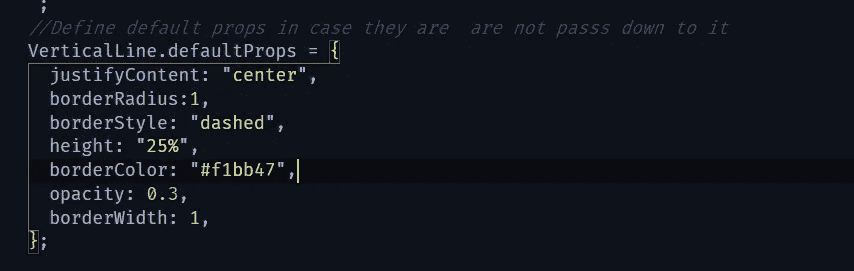 ;
//Define default props in case they are  are not passs down to it
VerticalLine.defaultProps = {
  justifyContent: "center",
  borderRadius:1,
  borderStyle: "dashed",
  height: "25%",
  borderColor: "#f1bb47",
  opacity: 0.3,
  borderWidth: 1,
};